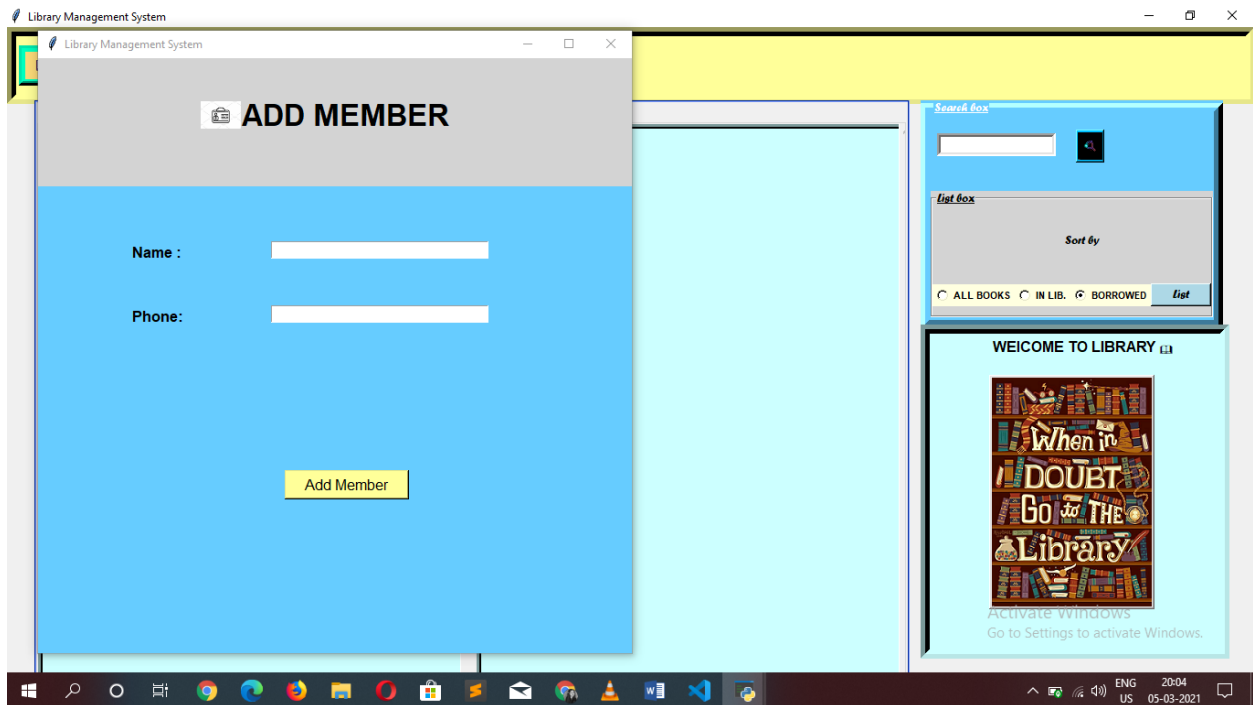 Library Management System
Library Management System
ADD MEMBER
Name :
Phone:
Add Member
Search box
List box
Sort by
ALL BOOKS IN LIB. BORROWED List
WEICOME TO LIBRARY
When in
DOUBT
Go to THE
Library
Activate Windows
Go to Settings to activate Windows.
ENG
US
20:04
05-03-2021